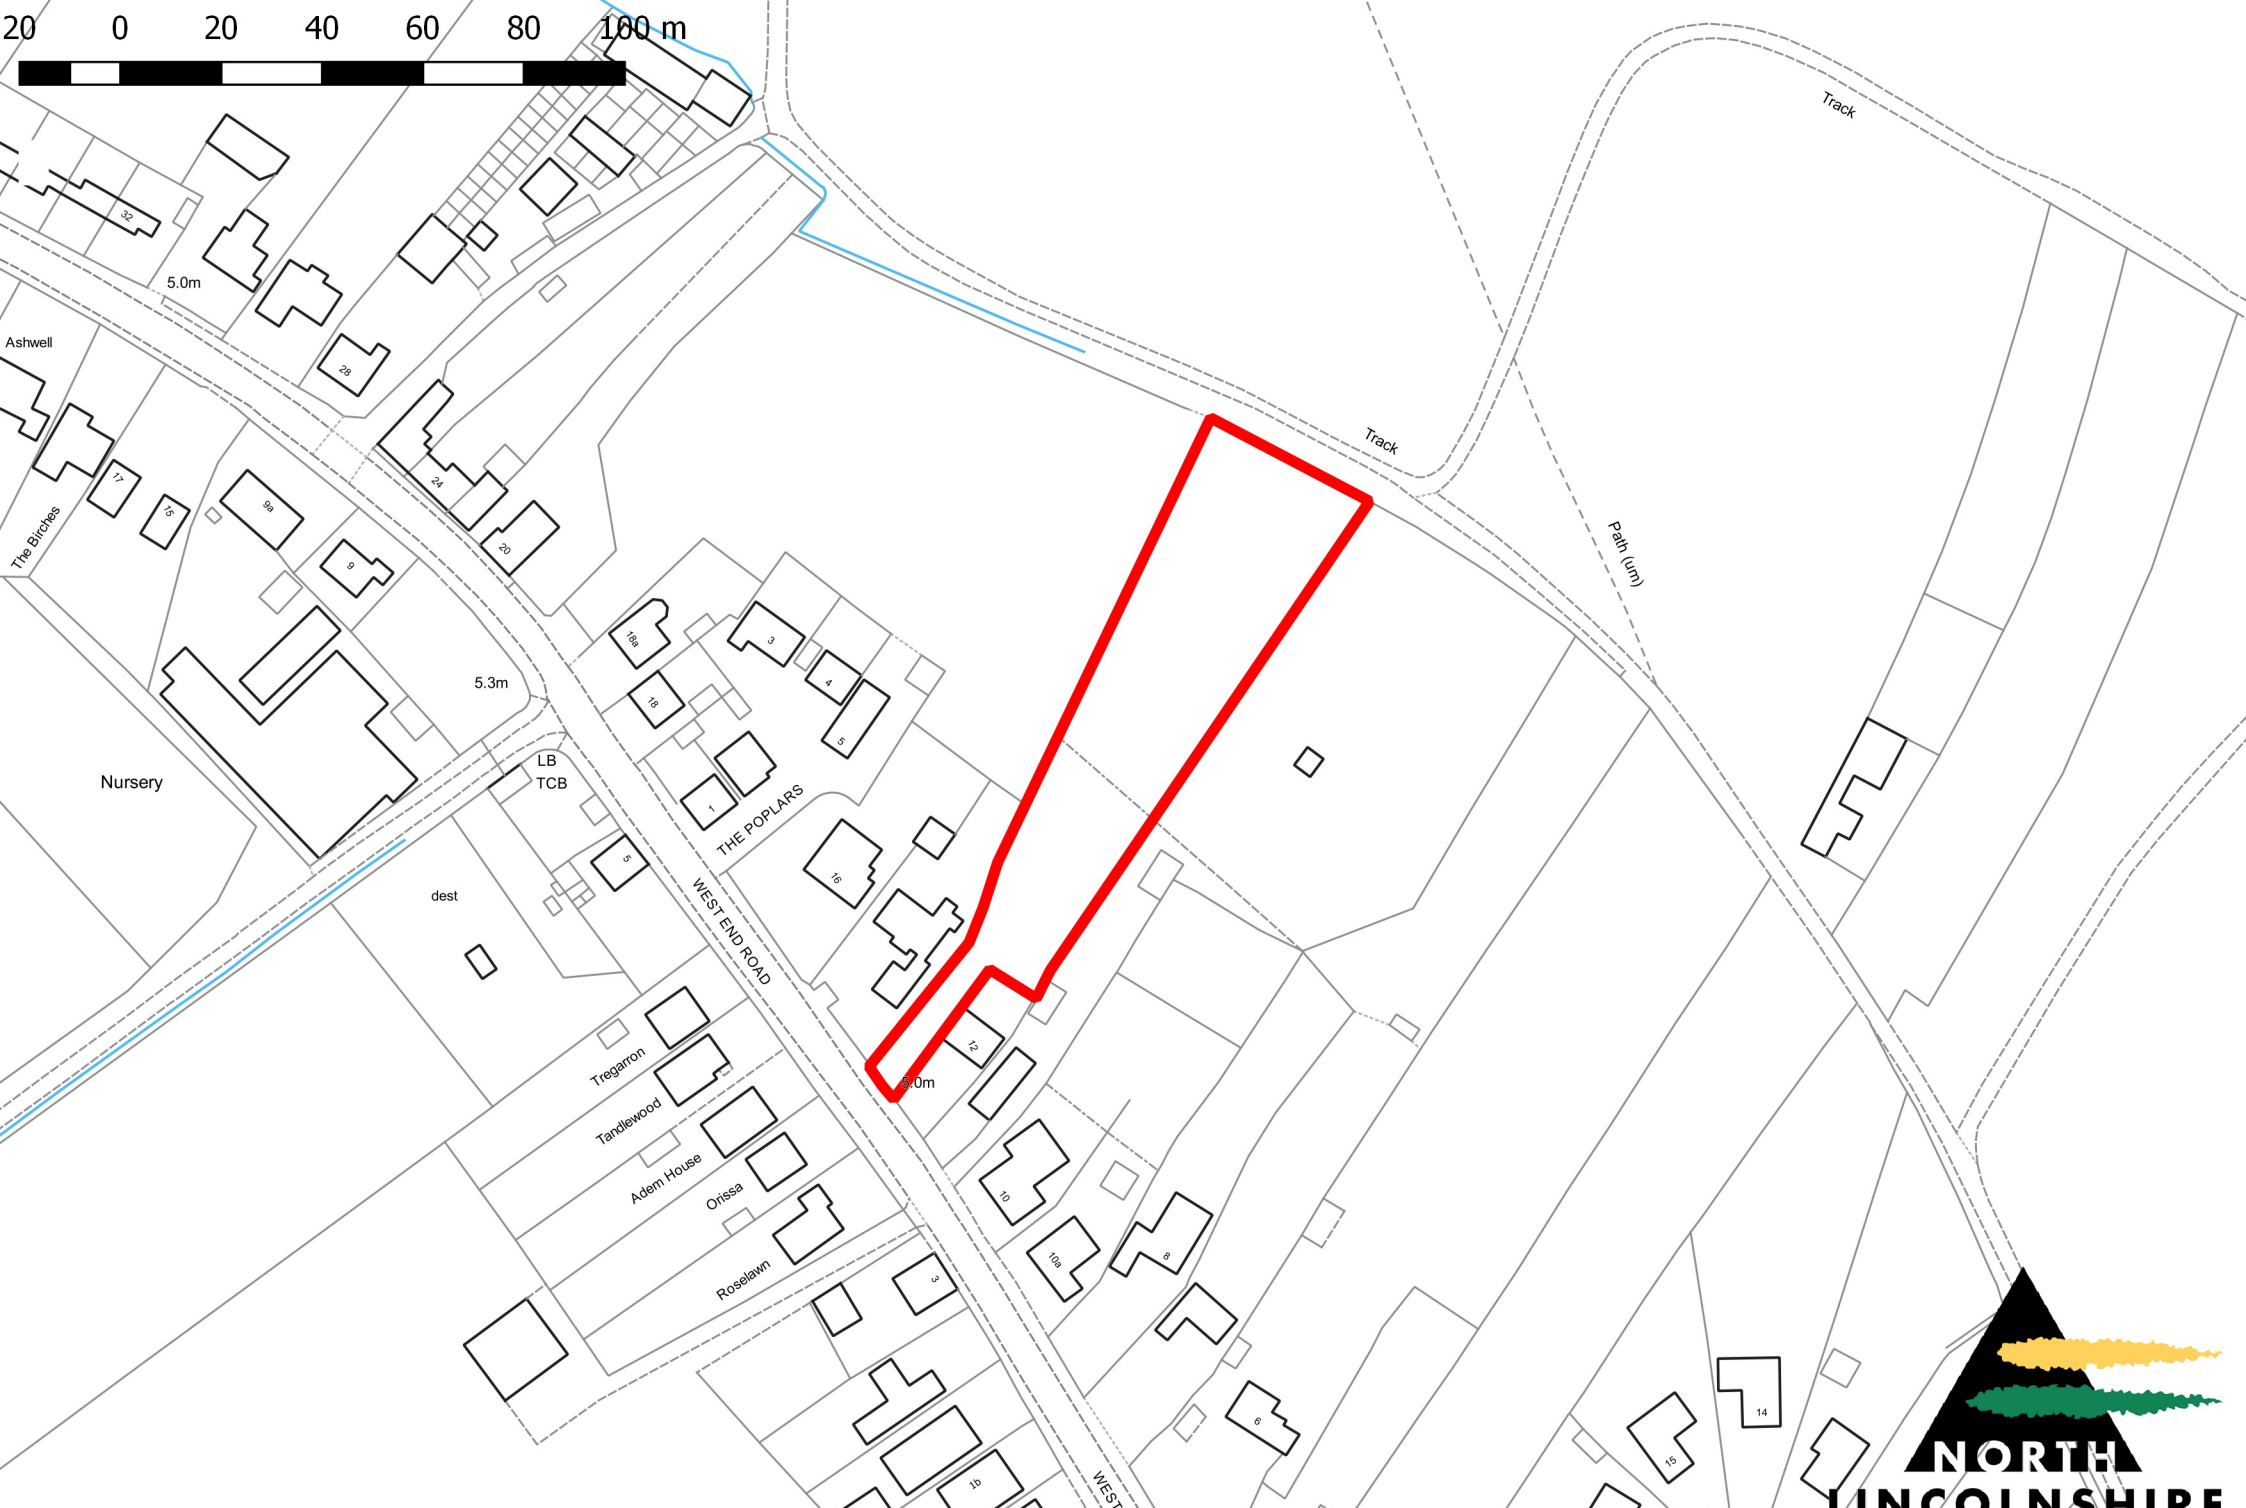 20 0 20 40 60 80 100 m
Track
32
5.0m
Ashwell
28
Track
24
17
15
9a
20
The Birches
9
Path (um)
18a
3
4
5
18
5.3m
LB
TCB
Nursery
1
THE POPLARS
5
16
dest
WEST END ROAD
12
Tregarron
5.0m
Tandlewood
Adem House
10
Orissa
8
10a
Roselawn
3
6
14
15
1b
WEST
NORTH
LINCOLNSHIRE